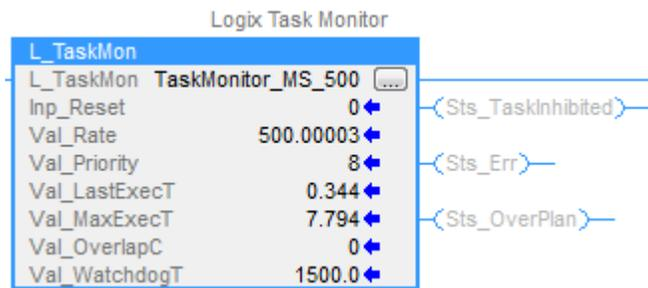 Logix Task Monitor
L_TaskMon
L_TaskMon TaskMonitor_MS_500 ...
Inp_Reset 0 Sts_TaskInhibited
Val_Rate 500.00003
Val_Priority 8 Sts_Err
Val_LastExecT 0.344
Val_MaxExecT 7.794 Sts_OverPlan
Val_OverlapC 0
Val_WatchdogT 1500.0